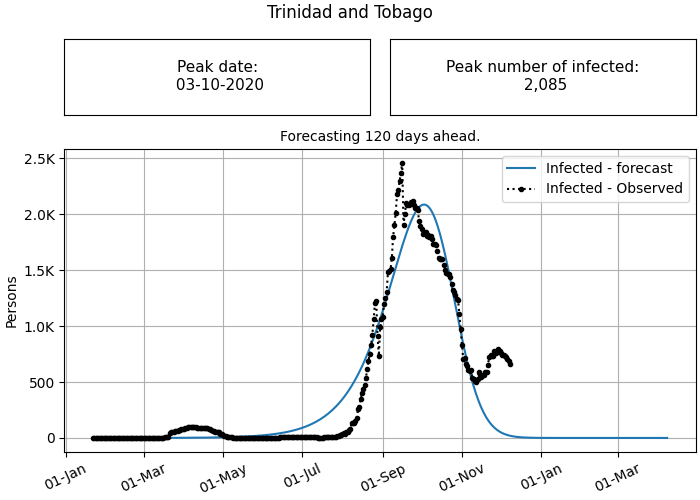 Trinidad and Tobago
Peak date:
03-10-2020
Peak number of infected:
2,085
Forecasting 120 days ahead.
Infected - forecast
Infected - Observed
Persons
2.5K
2.0K
1.5K
1.0K
500
0
01-Jan
01-Mar
01-May
01-Jul
01-Sep
01-Nov
01-Jan
01-Mar